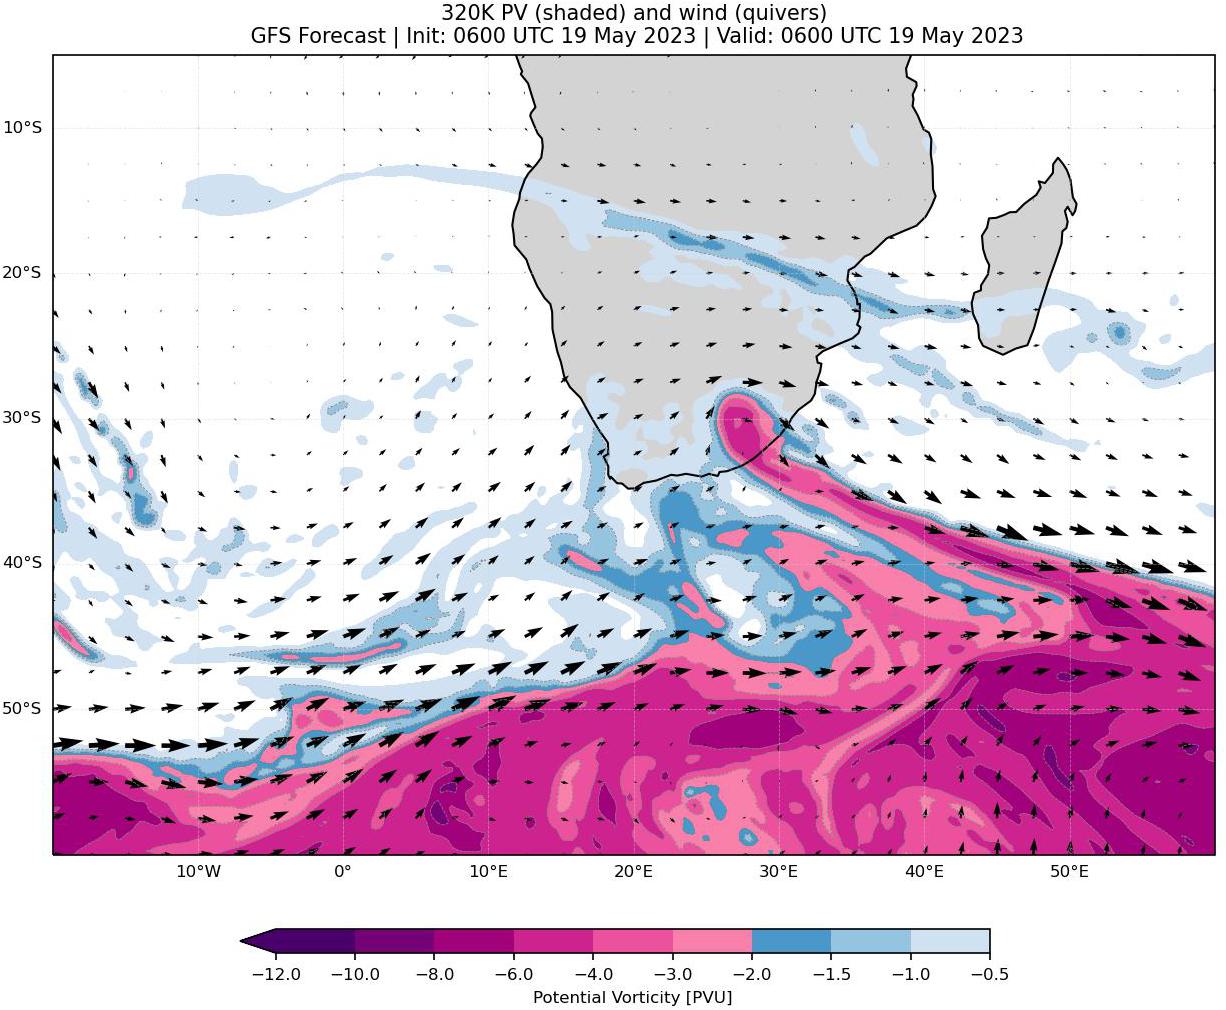 320K PV (shaded) and wind (quivers)
GFS Forecast | Init: 0600 UTC 19 May 2023 | Valid: 0600 UTC 19 May 2023
10°S
20°S
30°S
40°S
50°S
10°W 0° 10°E 20°E 30°E 40°E 50°E
−12.0 −10.0 −8.0 −6.0 −4.0 −3.0 −2.0 −1.5 −1.0 −0.5
Potential Vorticity [PVU]